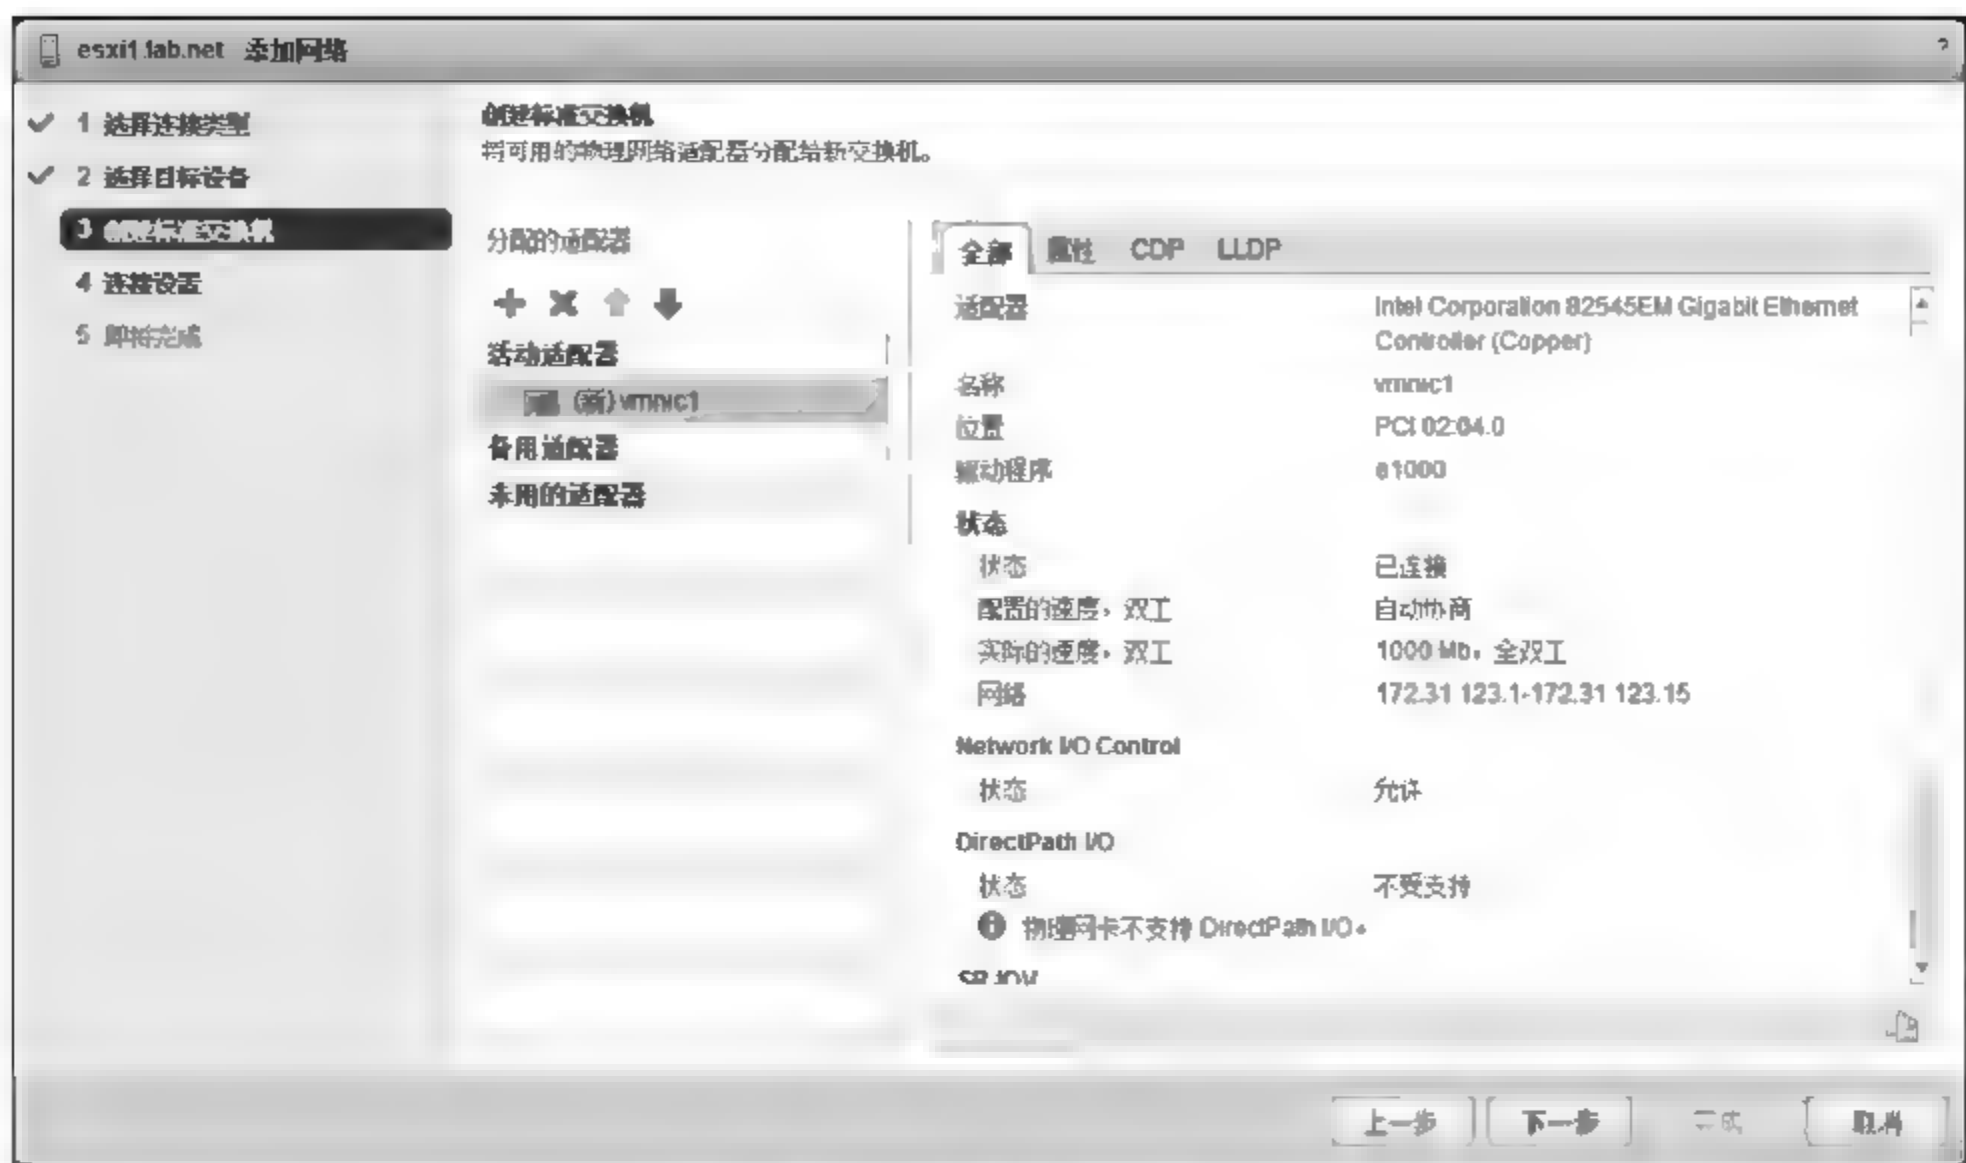 esxi1.lab.net 添加网络 ?
1 选择连接类型
2 选择目标设备
3 创建标准交换机
4 连接设置
5 即将完成
创建标准交换机
将可用的物理网络适配器分配给新交换机。
分配的适配器
活动适配器
(新) vmnic1
备用适配器
未用的适配器
全部 属性 CDP LLDP
适配器 Intel Corporation 82545EM Gigabit Ethernet
Controller (Copper)
名称 vmnic1
位置 PCI 02:04.0
驱动程序 e1000
状态
状态 已连接
配置的速度，双工 自动协商
实际的速度，双工 1000 Mb，全双工
网络 172.31.123.1-172.31.123.15
Network I/O Control
状态 允许
DirectPath I/O
状态 不受支持
物理网卡不支持 DirectPath I/O。
SR-IOV
上一步 下一步 完成 取消